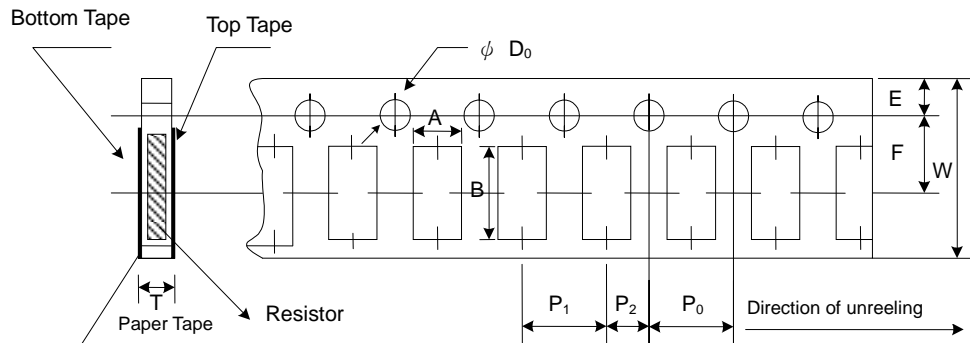 Bottom Tape
Top Tape
ψ D₀
E
A
F
W
B
P₁
P₂
P₀
Direction of unreeling
T
Paper Tape
Resistor